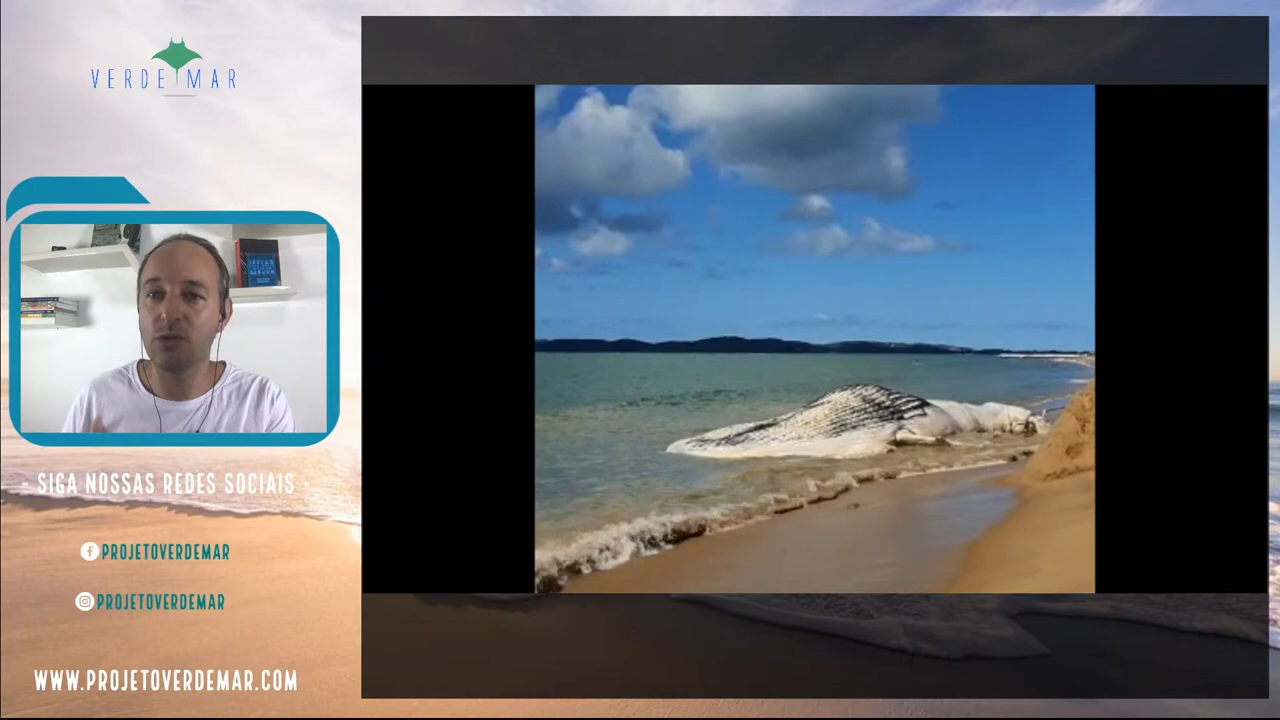 VERDE MAR
- SIGA NOSSAS REDES SOCIAIS -
PROJETOVERDEMAR
PROJETOVERDEMAR
WWW.PROJETOVERDEMAR.COM